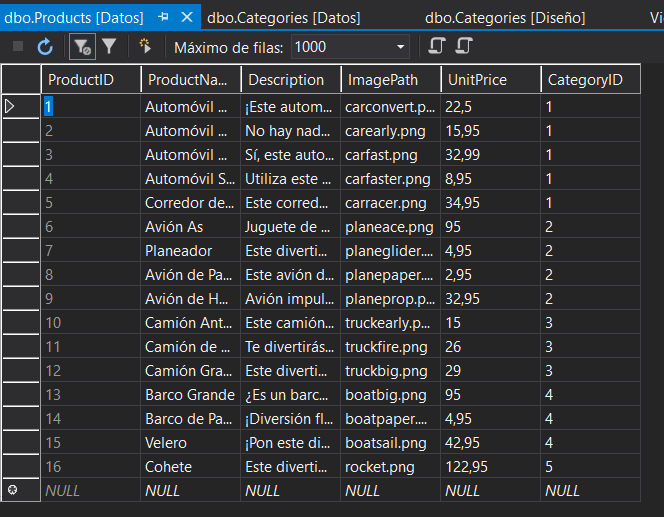 dbo.Products [Datos] dbo.Categories [Datos] dbo.Categories [Diseño] Vi
Máximo de filas: 1000
ProductID ProductNa... Description ImagePath UnitPrice CategoryID
1 Automóvil ... ¡Este autom... carconvert.p... 22,5 1
2 Automóvil ... No hay nad... carearly.png 15,95 1
3 Automóvil ... Sí, este auto... carfast.png 32,99 1
4 Automóvil S... Utiliza este ... carfaster.png 8,95 1
5 Corredor de... Este corred... carracer.png 34,95 1
6 Avión As Juguete de ... planeace.png 95 2
7 Planeador Este diverti... planeglider.... 4,95 2
8 Avión de Pa... Este avión d... planepaper.... 2,95 2
9 Avión de H... Avión impul... planeprop.p... 32,95 2
10 Camión Ant... Este camión... truckearly.p... 15 3
11 Camión de ... Te divertirás... truckfire.png 26 3
12 Camión Gra... Este diverti... truckbig.png 29 3
13 Barco Grande ¿Es un barc... boatbig.png 95 4
14 Barco de Pa... ¡Diversión fl... boatpaper.... 4,95 4
15 Velero ¡Pon este di... boatsail.png 42,95 4
16 Cohete Este diverti... rocket.png 122,95 5
NULL NULL NULL NULL NULL NULL